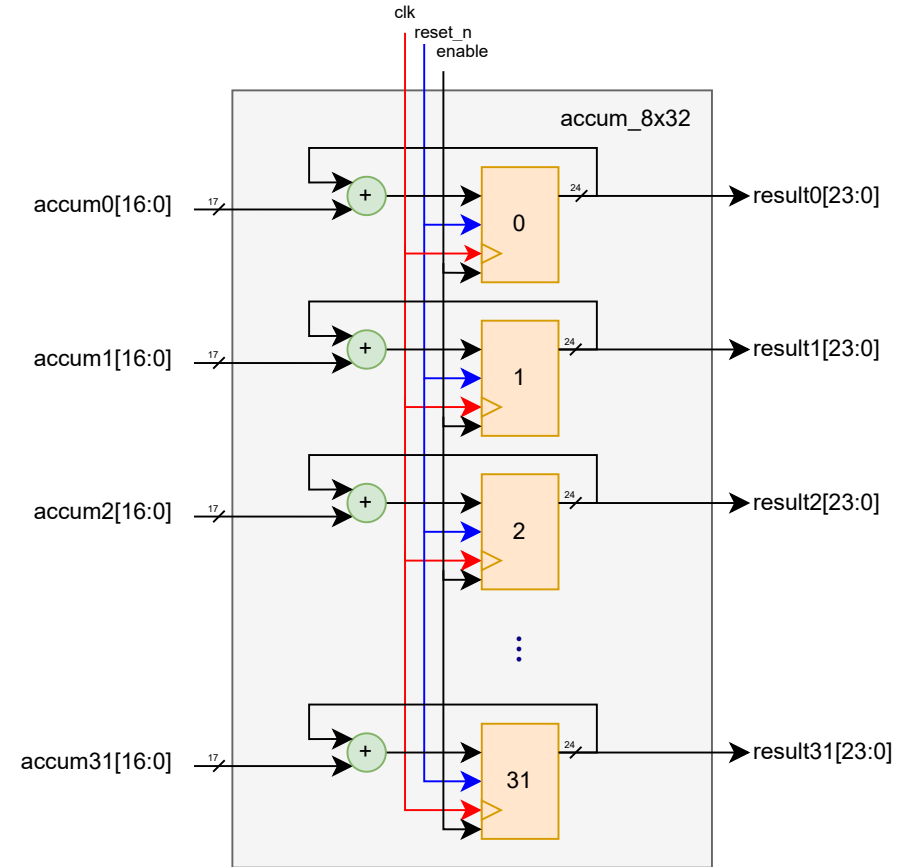 clk
reset_n
enable
accum_8x32
accum0[16:0]
17
+
0
24
result0[23:0]
accum1[16:0]
17
+
1
24
result1[23:0]
accum2[16:0]
17
+
2
24
result2[23:0]
accum31[16:0]
17
+
31
24
result31[23:0]